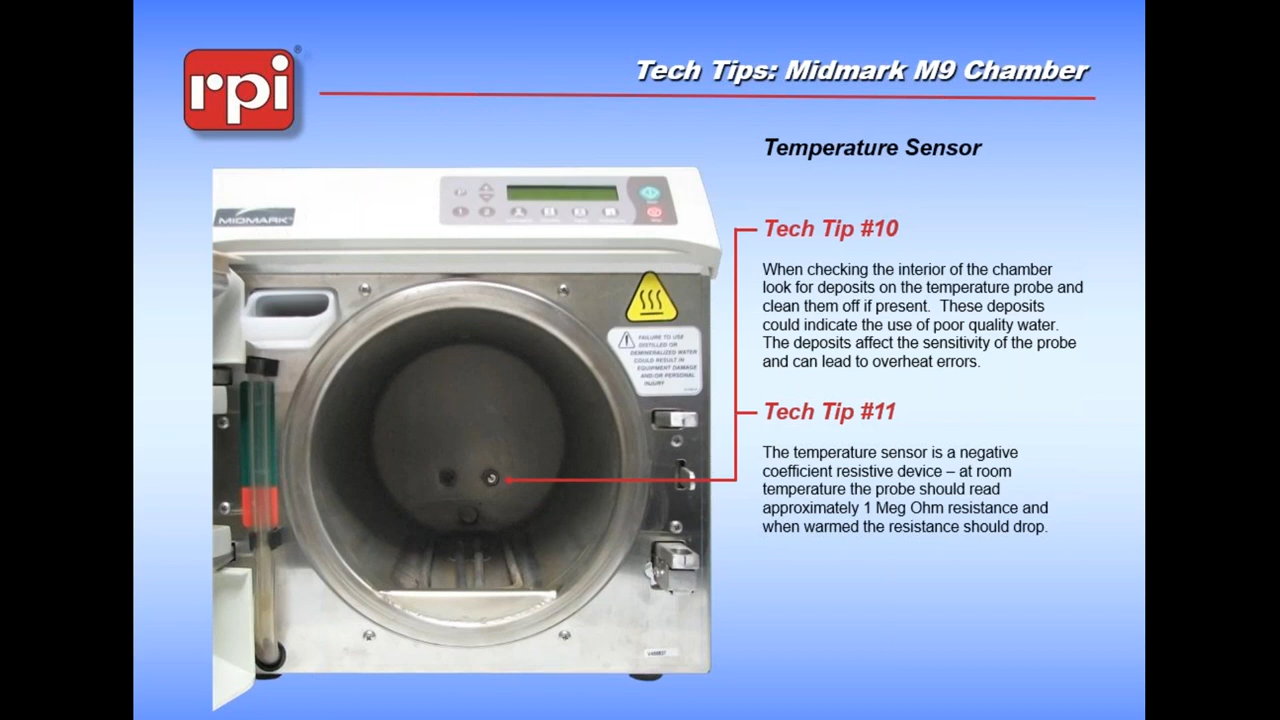 rpi®
Tech Tips: Midmark M9 Chamber
Temperature Sensor
MIDMARK
1 2
FAILURE TO USE
DISTILLED OR
DEMINERALIZED WATER
COULD RESULT IN
EQUIPMENT DAMAGE
AND/OR PERSONAL
INJURY
Tech Tip #10
When checking the interior of the chamber
look for deposits on the temperature probe and
clean them off if present.  These deposits
could indicate the use of poor quality water.
The deposits affect the sensitivity of the probe
and can lead to overheat errors.
Tech Tip #11
The temperature sensor is a negative
coefficient resistive device – at room
temperature the probe should read
approximately 1 Meg Ohm resistance and
when warmed the resistance should drop.